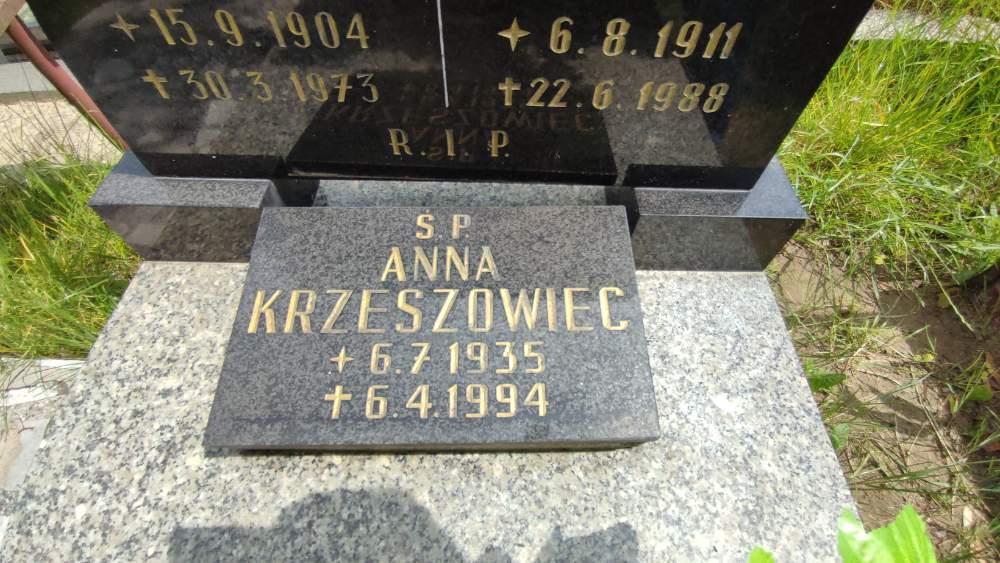 15.9.1904
30.3.1973
6.8.1911
22.6.1988
R.I.P.
Ś P
ANNA
KRZESZOWIEC
6.7 1935
6.4.1994